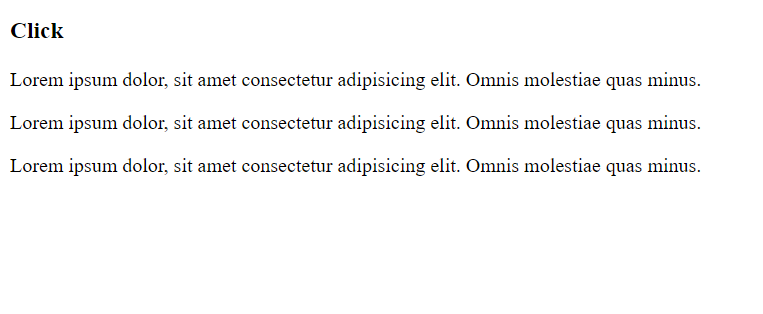 Click
Lorem ipsum dolor, sit amet consectetur adipisicing elit. Omnis molestiae quas minus.
Lorem ipsum dolor, sit amet consectetur adipisicing elit. Omnis molestiae quas minus.
Lorem ipsum dolor, sit amet consectetur adipisicing elit. Omnis molestiae quas minus.